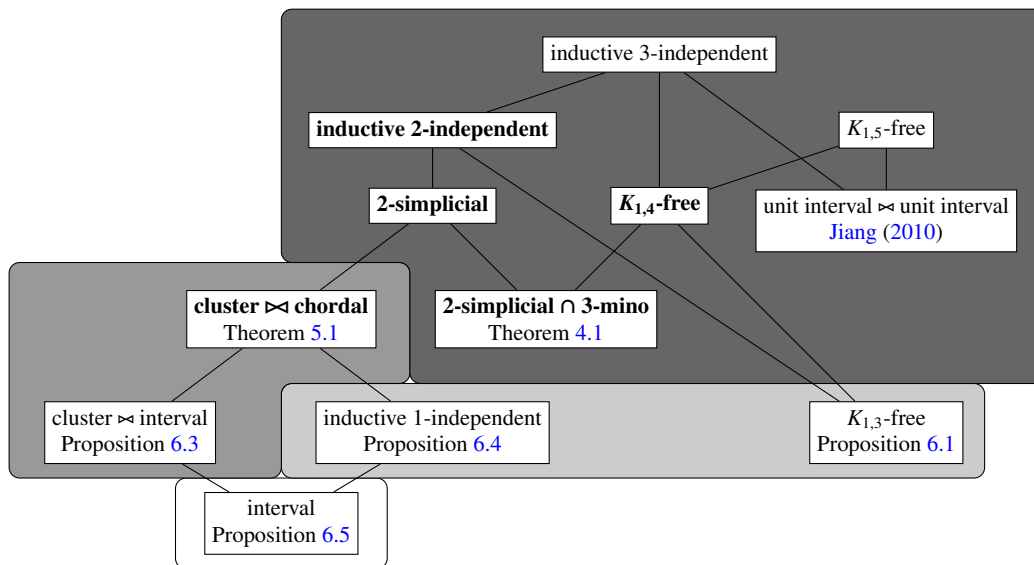 inductive 3-independent
inductive 2-independent
K1,5-free
2-simplicial
K1,4-free
unit interval ⋈ unit interval
Jiang (2010)
cluster ⋈ chordal
Theorem 5.1
2-simplicial ∩ 3-mino
Theorem 4.1
cluster ⋈ interval
Proposition 6.3
inductive 1-independent
Proposition 6.4
K1,3-free
Proposition 6.1
interval
Proposition 6.5